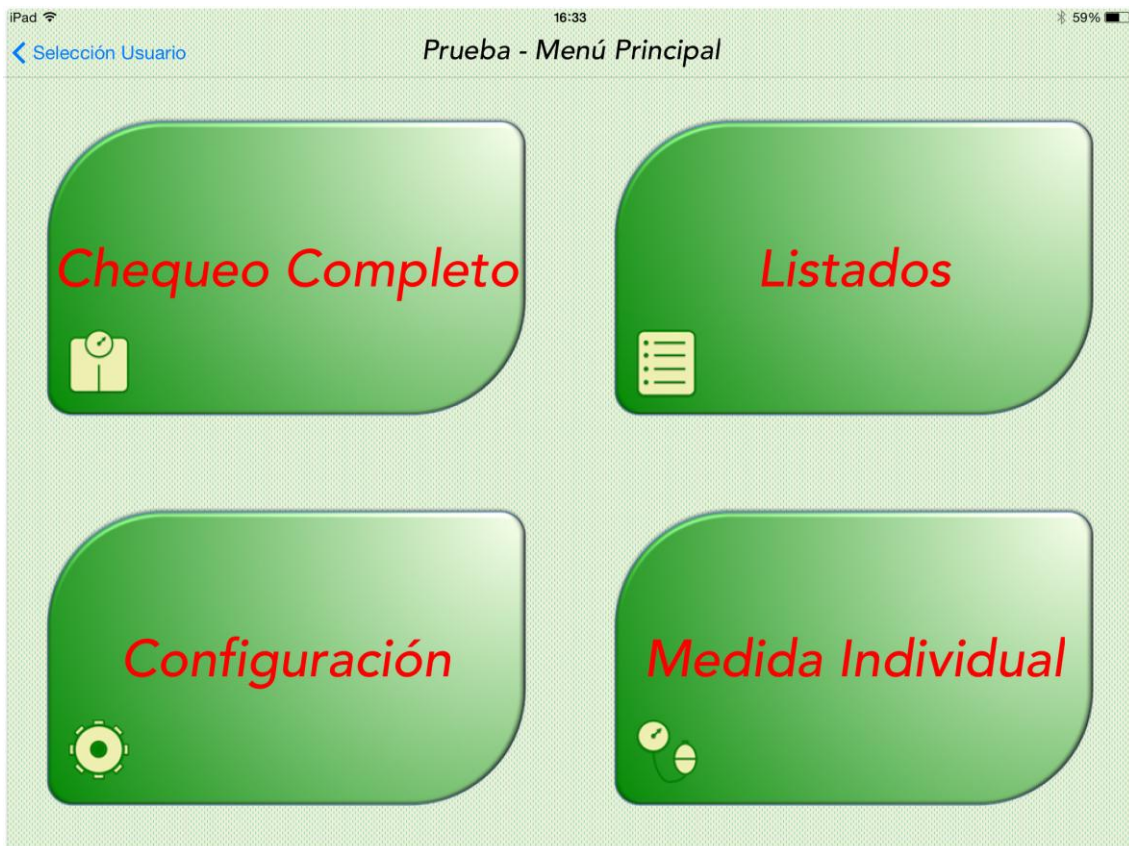 iPad
16:33
59%
Selección Usuario
Prueba - Menú Principal
Chequeo Completo
Listados
Configuración
Medida Individual